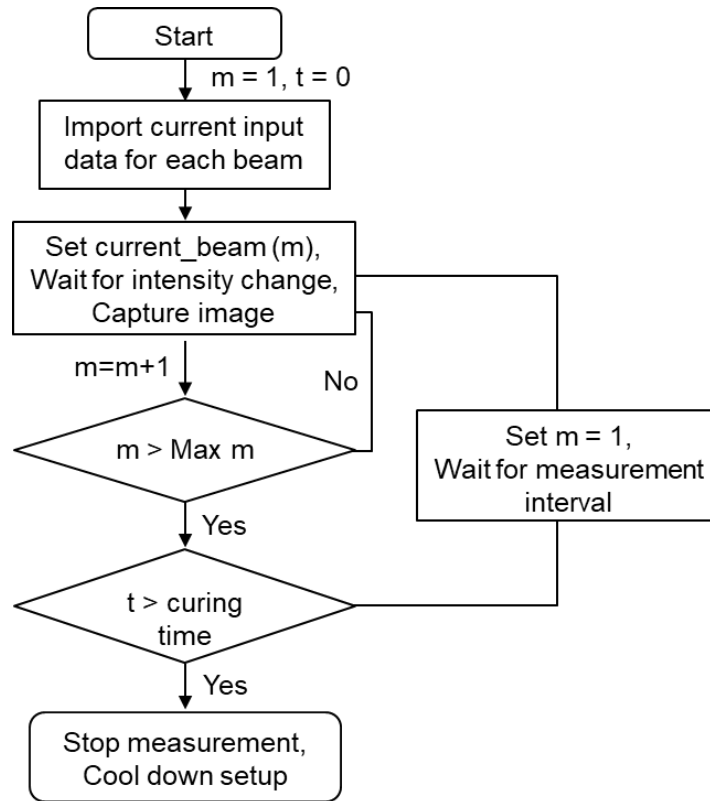 Start
m = 1, t = 0
Import current input
data for each beam
Set current_beam (m),
Wait for intensity change,
Capture image
m=m+1
No
m > Max m
Set m = 1,
Wait for measurement
interval
Yes
t > curing
time
Yes
Stop measurement,
Cool down setup